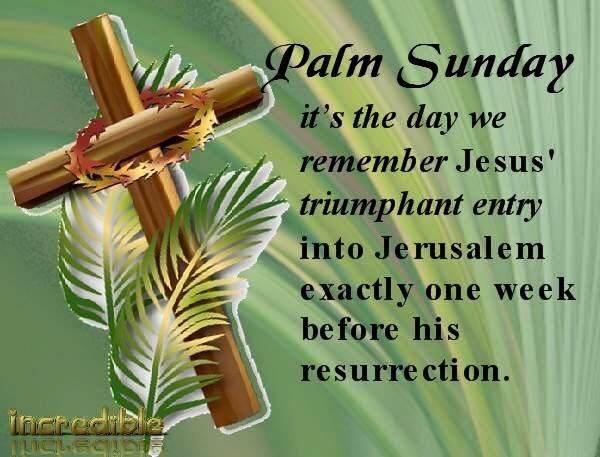 Palm Sunday
it's the day we
remember Jesus'
triumphant entry
into Jerusalem
exactly one week
before his
resurrection.
incredible